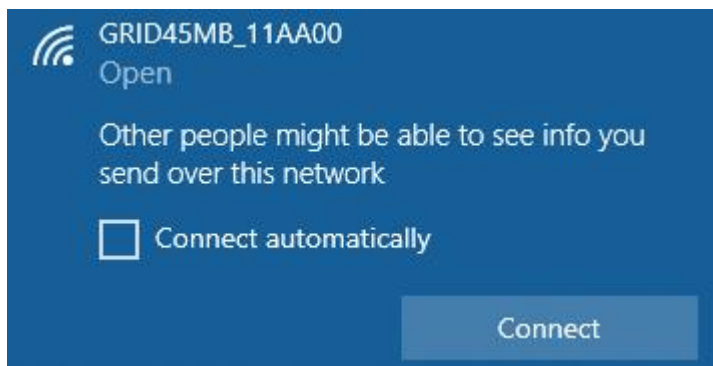 GRID45MB_11AA00
Open
Other people might be able to see info you
send over this network
Connect automatically
Connect